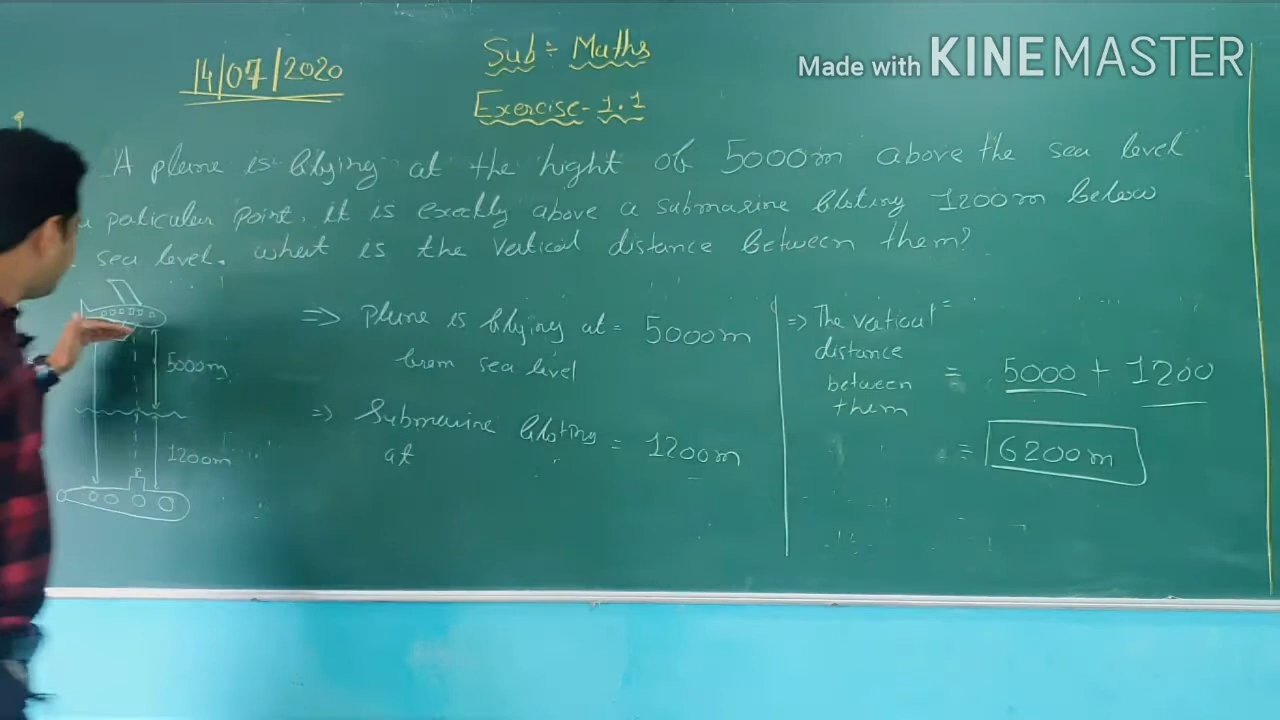 14/07/2020
Sub÷ Maths
Made with KINEMASTER
Exercise-1.1
A plane is flying at the hight of 5000m above the sea level
paticular point. it is exectly above a submarine floting 1200m below
sea level. what is the vertical distance between them?
⇒ plane is flying at = 5000m
from sea level
⇒ Submarine floting = 1200m
at
5000m
1200m
⇒ The vertical =
distance
between
them
= 5000 + 1200
= 6200m